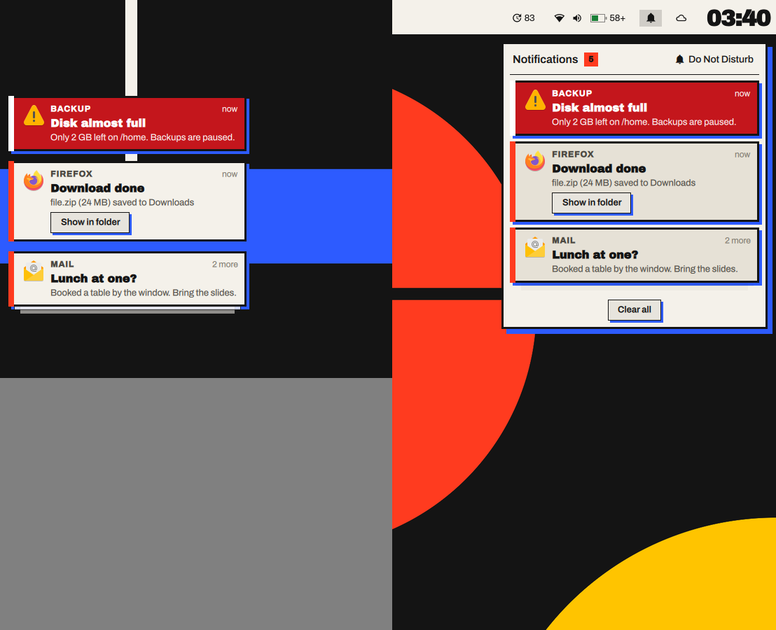 BACKUP now
Disk almost full
Only 2 GB left on /home. Backups are paused.
FIREFOX now
Download done
file.zip (24 MB) saved to Downloads
Show in folder
MAIL 2 more
Lunch at one?
Booked a table by the window. Bring the slides.
83 58+ 03:40
Notifications 5 Do Not Disturb
BACKUP now
Disk almost full
Only 2 GB left on /home. Backups are paused.
FIREFOX now
Download done
file.zip (24 MB) saved to Downloads
Show in folder
MAIL 2 more
Lunch at one?
Booked a table by the window. Bring the slides.
Clear all